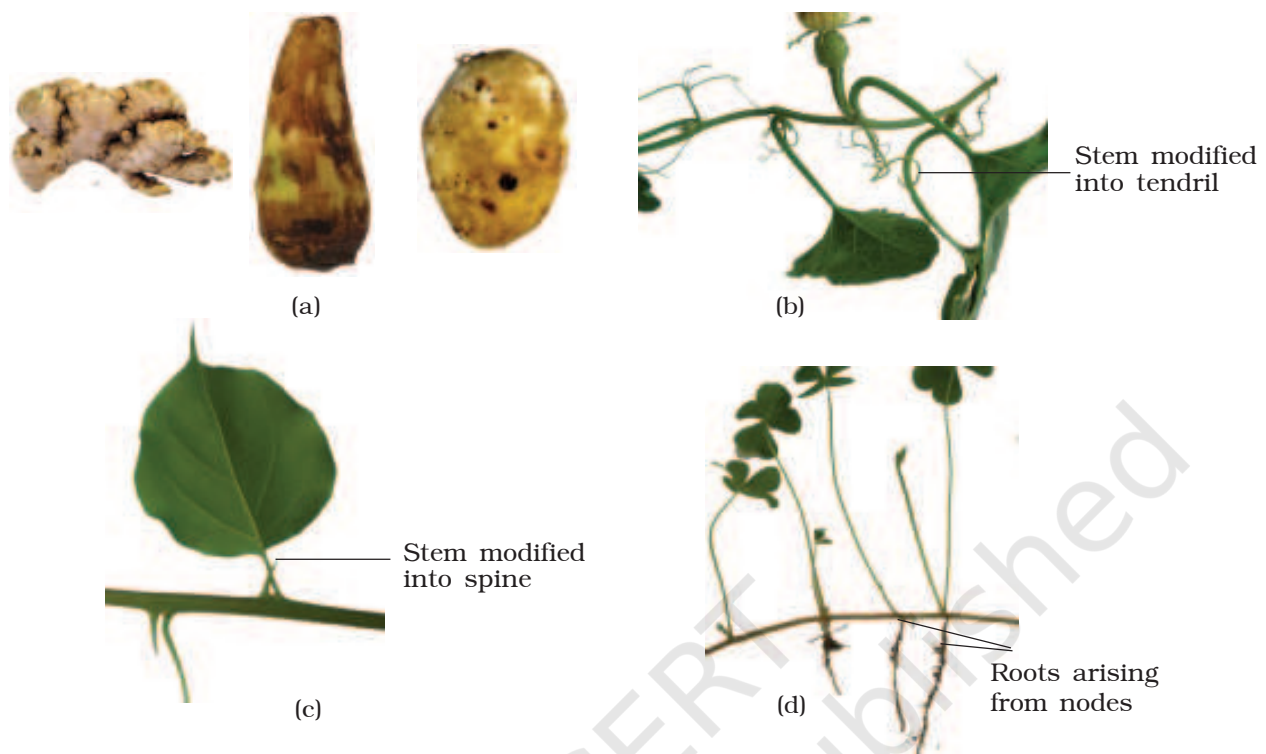 (a)
Stem modified
into tendril
(b)
Stem modified
into spine
(c)
Roots arising
from nodes
(d)